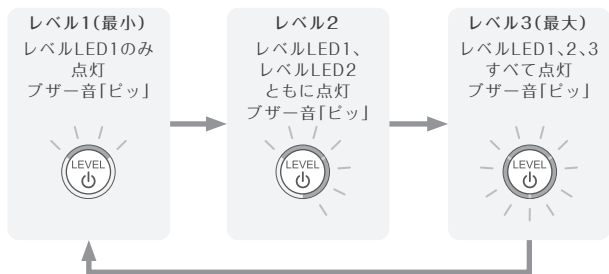 レベル1(最小)
レベルLED1のみ
点灯
ブザー音「ピッ」
LEVEL
レベル2
レベルLED1、
レベルLED2
ともに点灯
ブザー音「ピッ」
LEVEL
レベル3(最大)
レベルLED1、2、3
すべて点灯
ブザー音「ピッ」
LEVEL